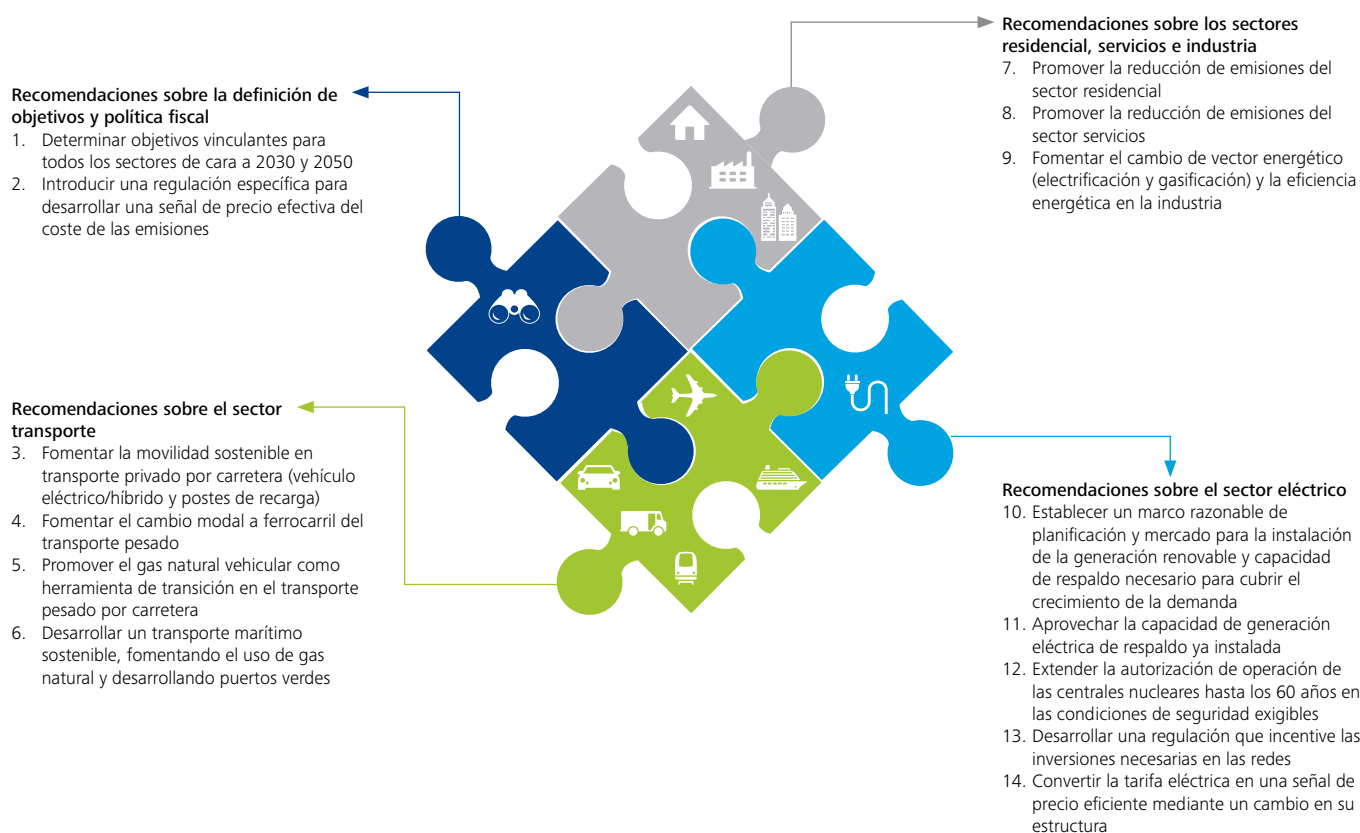 Recomendaciones sobre la definición de
objetivos y política fiscal
1. Determinar objetivos vinculantes para
todos los sectores de cara a 2030 y 2050
2. Introducir una regulación específica para
desarrollar una señal de precio efectiva del
coste de las emisiones
Recomendaciones sobre el sector
transporte
3. Fomentar la movilidad sostenible en
transporte privado por carretera (vehículo
eléctrico/híbrido y postes de recarga)
4. Fomentar el cambio modal a ferrocarril del
transporte pesado
5. Promover el gas natural vehicular como
herramienta de transición en el transporte
pesado por carretera
6. Desarrollar un transporte marítimo
sostenible, fomentando el uso de gas
natural y desarrollando puertos verdes
Recomendaciones sobre los sectores
residencial, servicios e industria
7. Promover la reducción de emisiones del
sector residencial
8. Promover la reducción de emisiones del
sector servicios
9. Fomentar el cambio de vector energético
(electrificación y gasificación) y la eficiencia
energética en la industria
Recomendaciones sobre el sector eléctrico
10. Establecer un marco razonable de
planificación y mercado para la instalación
de la generación renovable y capacidad
de respaldo necesario para cubrir el
crecimiento de la demanda
11. Aprovechar la capacidad de generación
eléctrica de respaldo ya instalada
12. Extender la autorización de operación de
las centrales nucleares hasta los 60 años en
las condiciones de seguridad exigibles
13. Desarrollar una regulación que incentive las
inversiones necesarias en las redes
14. Convertir la tarifa eléctrica en una señal de
precio eficiente mediante un cambio en su
estructura